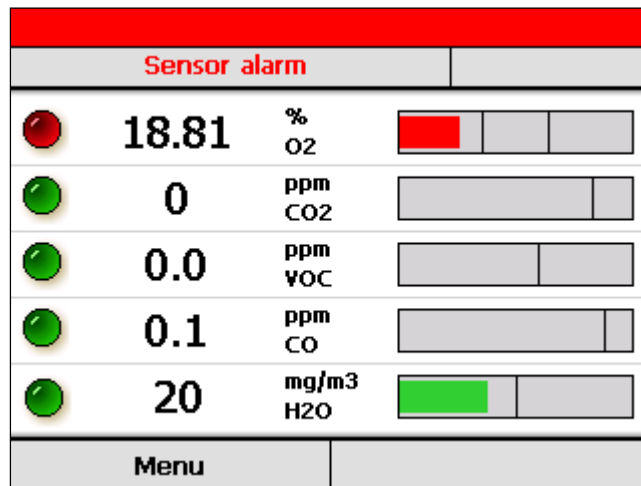 Sensor alarm
18.81 % O2
0 ppm CO2
0.0 ppm VOC
0.1 ppm CO
20 mg/m3 H2O
Menu